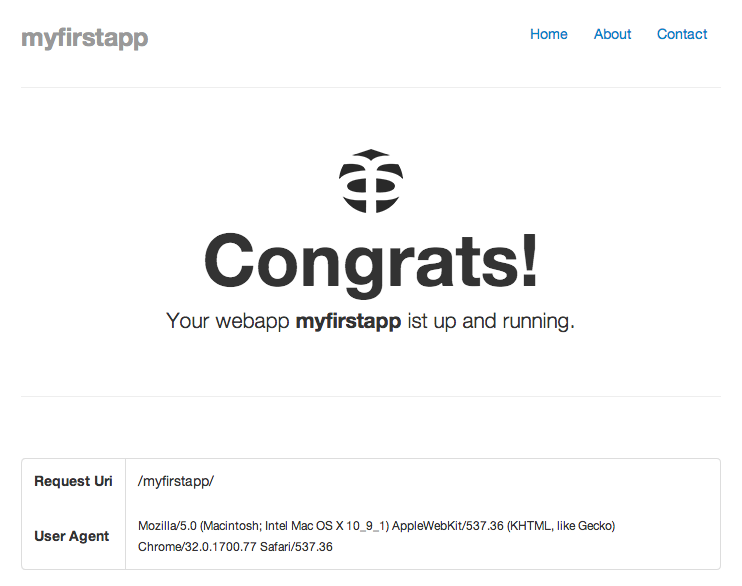 myfirstapp
Home About Contact
Congrats!
Your webapp myfirstapp ist up and running.
Request Uri /myfirstapp/
User Agent Mozilla/5.0 (Macintosh; Intel Mac OS X 10_9_1) AppleWebKit/537.36 (KHTML, like Gecko)
Chrome/32.0.1700.77 Safari/537.36